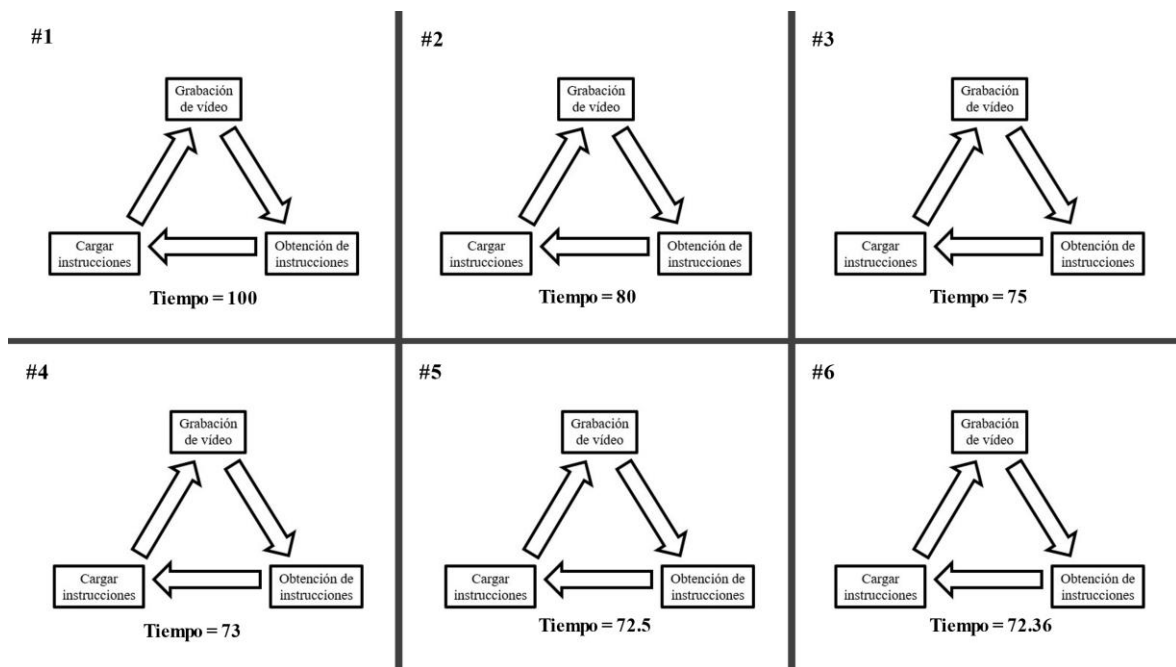 #1
Grabación
de vídeo
Cargar
instrucciones
Obtención de
instrucciones
Tiempo = 100
#2
Grabación
de vídeo
Cargar
instrucciones
Obtención de
instrucciones
Tiempo = 80
#3
Grabación
de vídeo
Cargar
instrucciones
Obtención de
instrucciones
Tiempo = 75
#4
Grabación
de vídeo
Cargar
instrucciones
Obtención de
instrucciones
Tiempo = 73
#5
Grabación
de vídeo
Cargar
instrucciones
Obtención de
instrucciones
Tiempo = 72.5
#6
Grabación
de vídeo
Cargar
instrucciones
Obtención de
instrucciones
Tiempo = 72.36